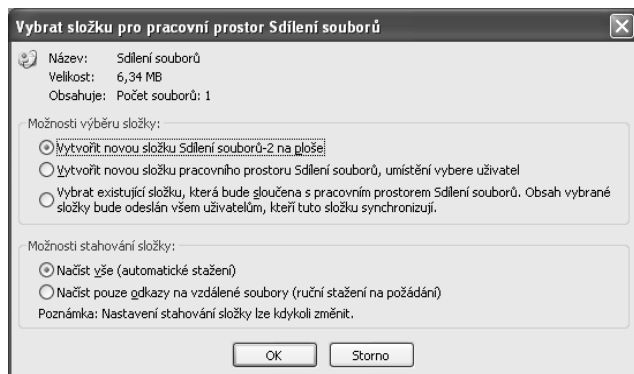 Vybrat složku pro pracovní prostor Sdílení souborů
Název: Sdílení souborů
Velikost: 6,34 MB
Obsahuje: Počet souborů: 1
Možnosti výběru složky:
Vytvořit novou složku Sdílení souborů-2 na ploše
Vytvořit novou složku pracovního prostoru Sdílení souborů, umístění vybere uživatel
Vybrat existující složku, která bude sloučena s pracovním prostorem Sdílení souborů. Obsah vybrané
složky bude odeslán všem uživatelům, kteří tuto složku synchronizují.
Možnosti stahování složky:
Načíst vše (automatické stažení)
Načíst pouze odkazy na vzdálené soubory (ruční stažení na požádání)
Poznámka: Nastavení stahování složky lze kdykoli změnit.
OK Storno